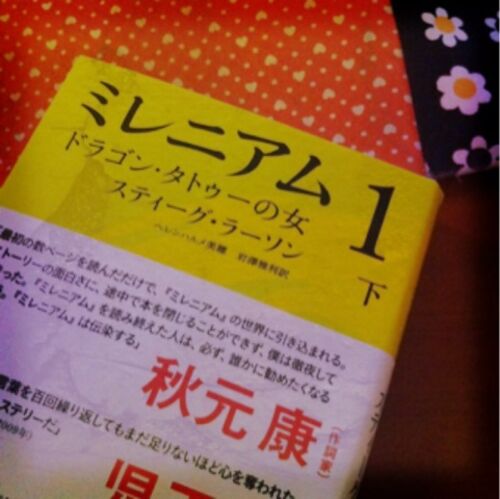 ミレニアム 1
ドラゴン・タトゥーの女
スティーグ・ラーソン
ヘレンハルメ美穂 岩澤雅利訳
下
最初の数ページを読んだだけで、『ミレニアム』の世界に引き込まれる。
トーリーの面白さに、途中で本を閉じることができず、僕は徹夜して
った。『ミレニアム』を読み終えた人は、必ず、誰かに勧めたくなる
『ミレニアム』は伝染する」
秋元 康
(作詞家)
言葉を百回繰り返してもまだ足りないほど心を奪われた
ステリーだ」
2009年)
児玉